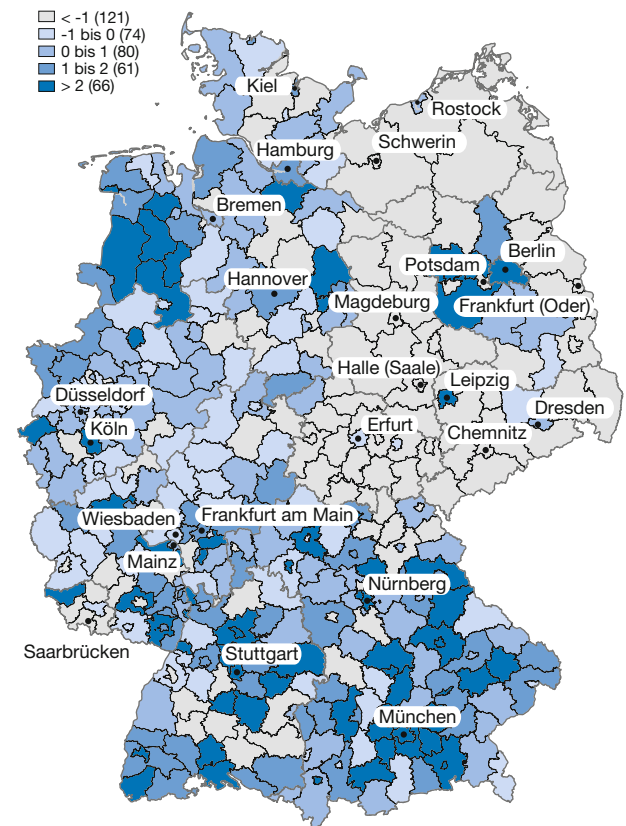 < -1 (121)
-1 bis 0 (74)
0 bis 1 (80)
1 bis 2 (61)
> 2 (66)
Kiel
Rostock
Schwerin
Hamburg
Bremen
Berlin
Potsdam
Hannover
Magdeburg
Frankfurt (Oder)
Halle (Saale)
Leipzig
Düsseldorf
Dresden
Köln
Erfurt
Chemnitz
Wiesbaden
Frankfurt am Main
Mainz
Nürnberg
Saarbrücken
Stuttgart
München